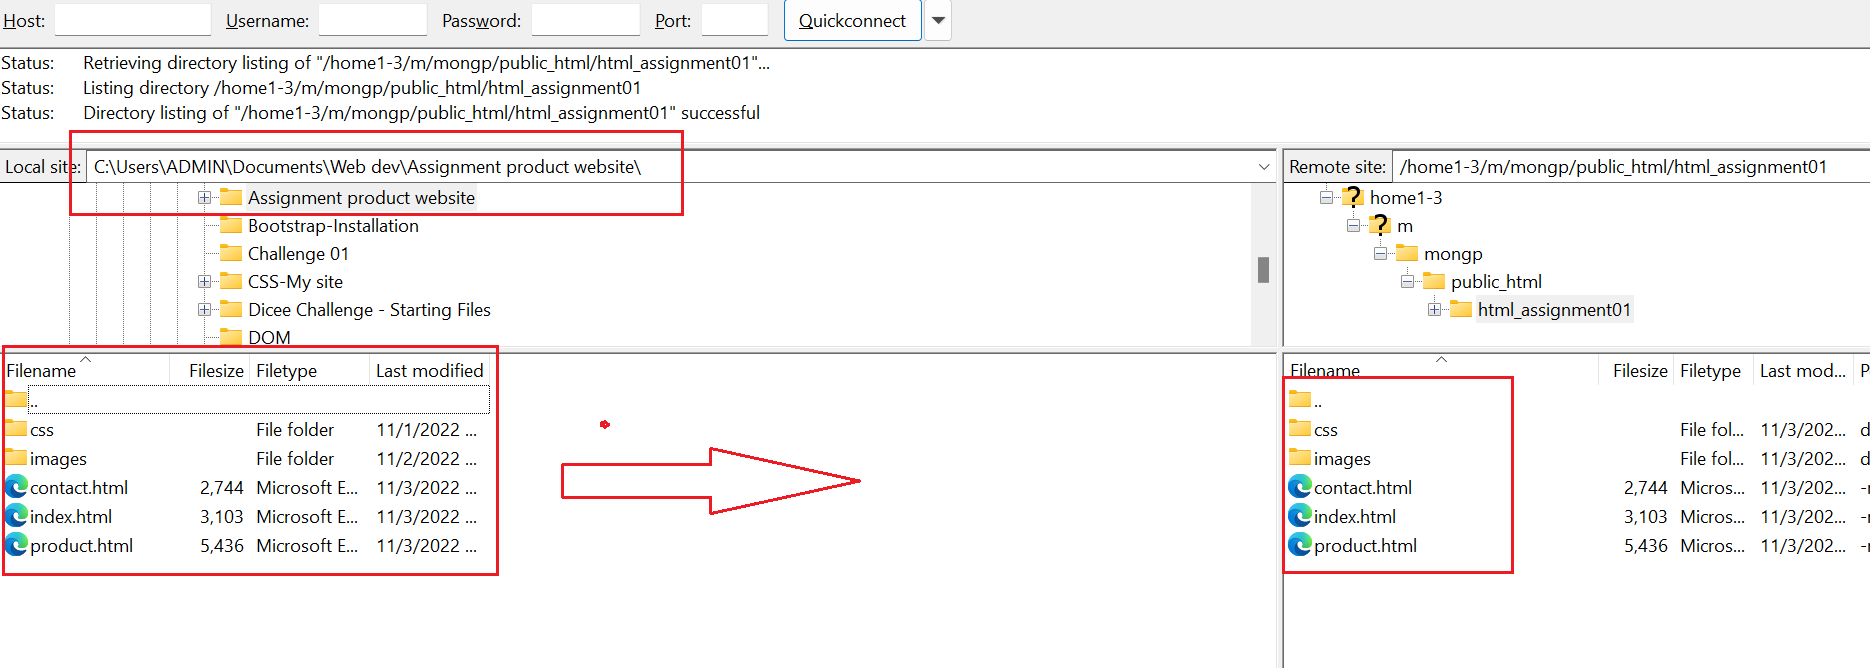 Host: Username: Password: Port: Quickconnect
Status: Retrieving directory listing of "/home1-3/m/mongp/public_html/html_assignment01"...
Status: Listing directory /home1-3/m/mongp/public_html/html_assignment01
Status: Directory listing of "/home1-3/m/mongp/public_html/html_assignment01" successful
Local site: C:\Users\ADMIN\Documents\Web dev\Assignment product website\
Assignment product website
Bootstrap-Installation
Challenge 01
CSS-My site
Dicee Challenge - Starting Files
DOM
Filename Filesize Filetype Last modified
..
css File folder 11/1/2022 ...
images File folder 11/2/2022 ...
contact.html 2,744 Microsoft E... 11/3/2022 ...
index.html 3,103 Microsoft E... 11/3/2022 ...
product.html 5,436 Microsoft E... 11/3/2022 ...
Remote site: /home1-3/m/mongp/public_html/html_assignment01
? home1-3
? m
mongp
public_html
html_assignment01
Filename Filesize Filetype Last mod... P
..
css File fol... 11/3/202... d
images File fol... 11/3/202... d
contact.html 2,744 Micros... 11/3/202... -r
index.html 3,103 Micros... 11/3/202... -r
product.html 5,436 Micros... 11/3/202... -r